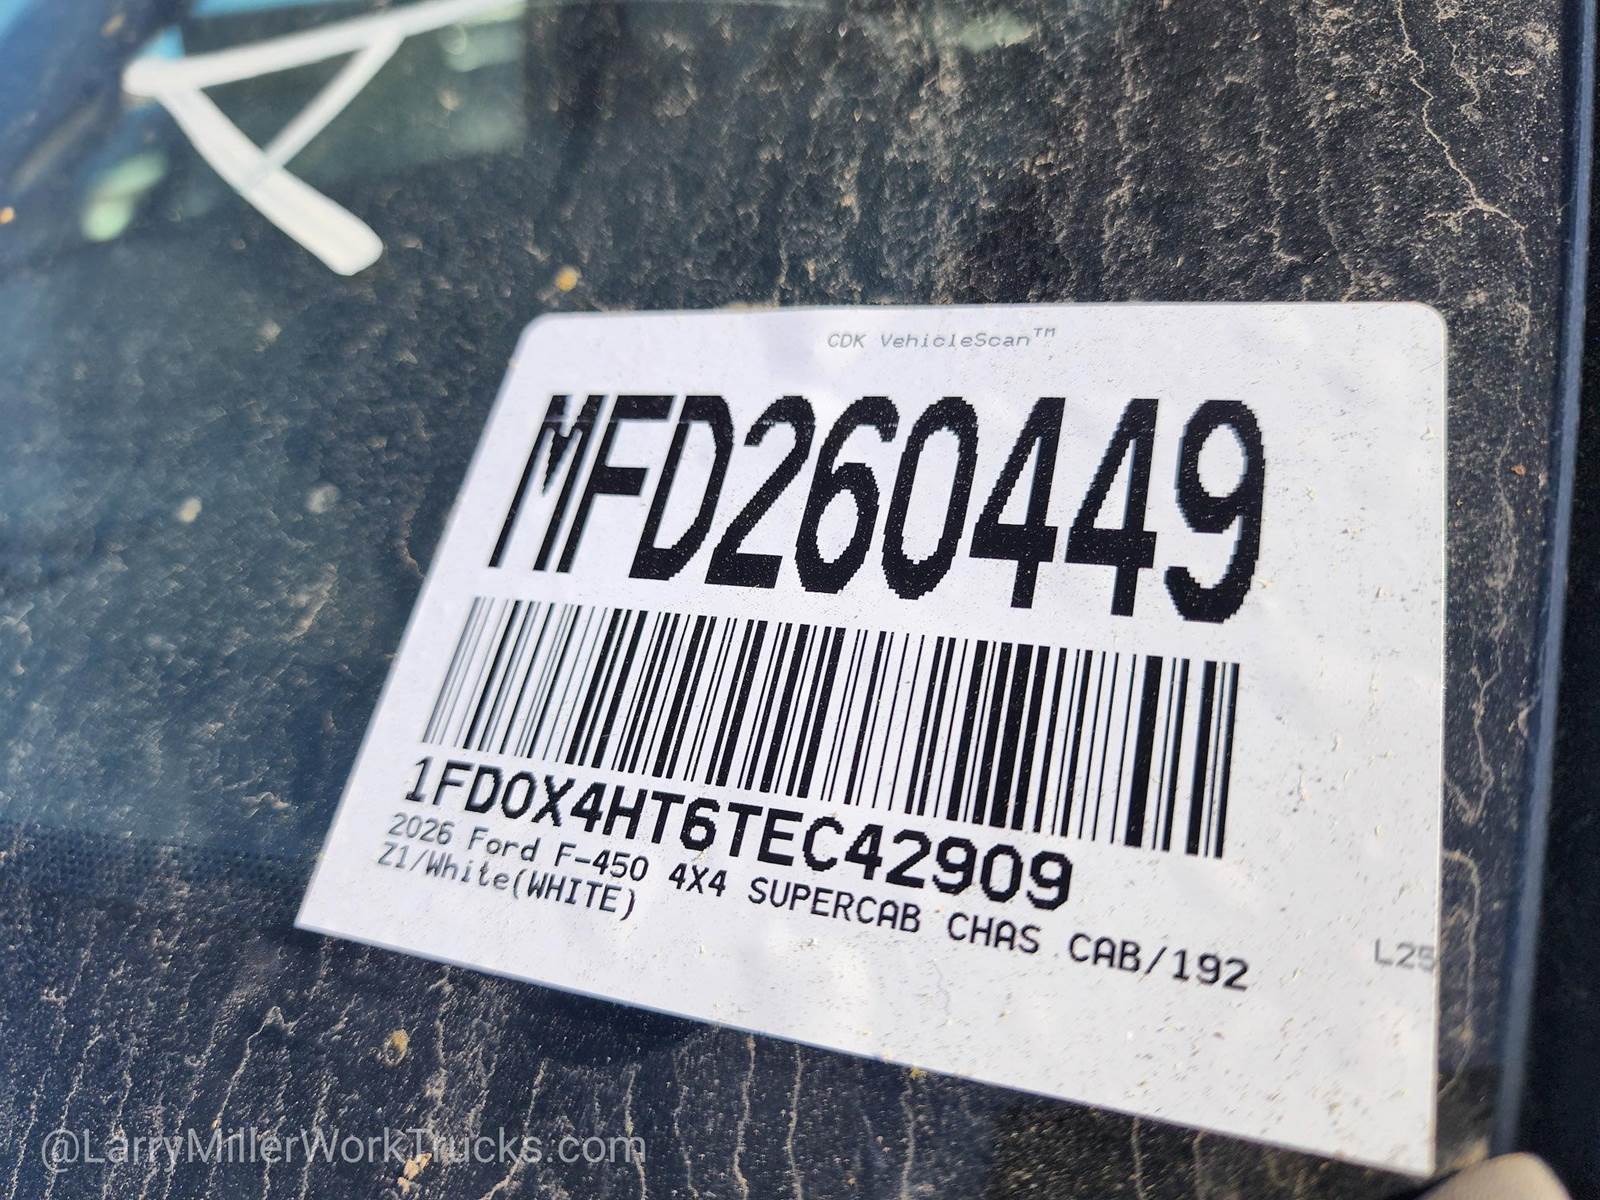 CDK VehicleScan™
MFD260449
1FD0X4HT6TEC42909
2026 Ford F-450 4X4 SUPERCAB CHAS CAB/192
Z1/White(WHITE)
L25
@LarryMillerWorkTrucks.com